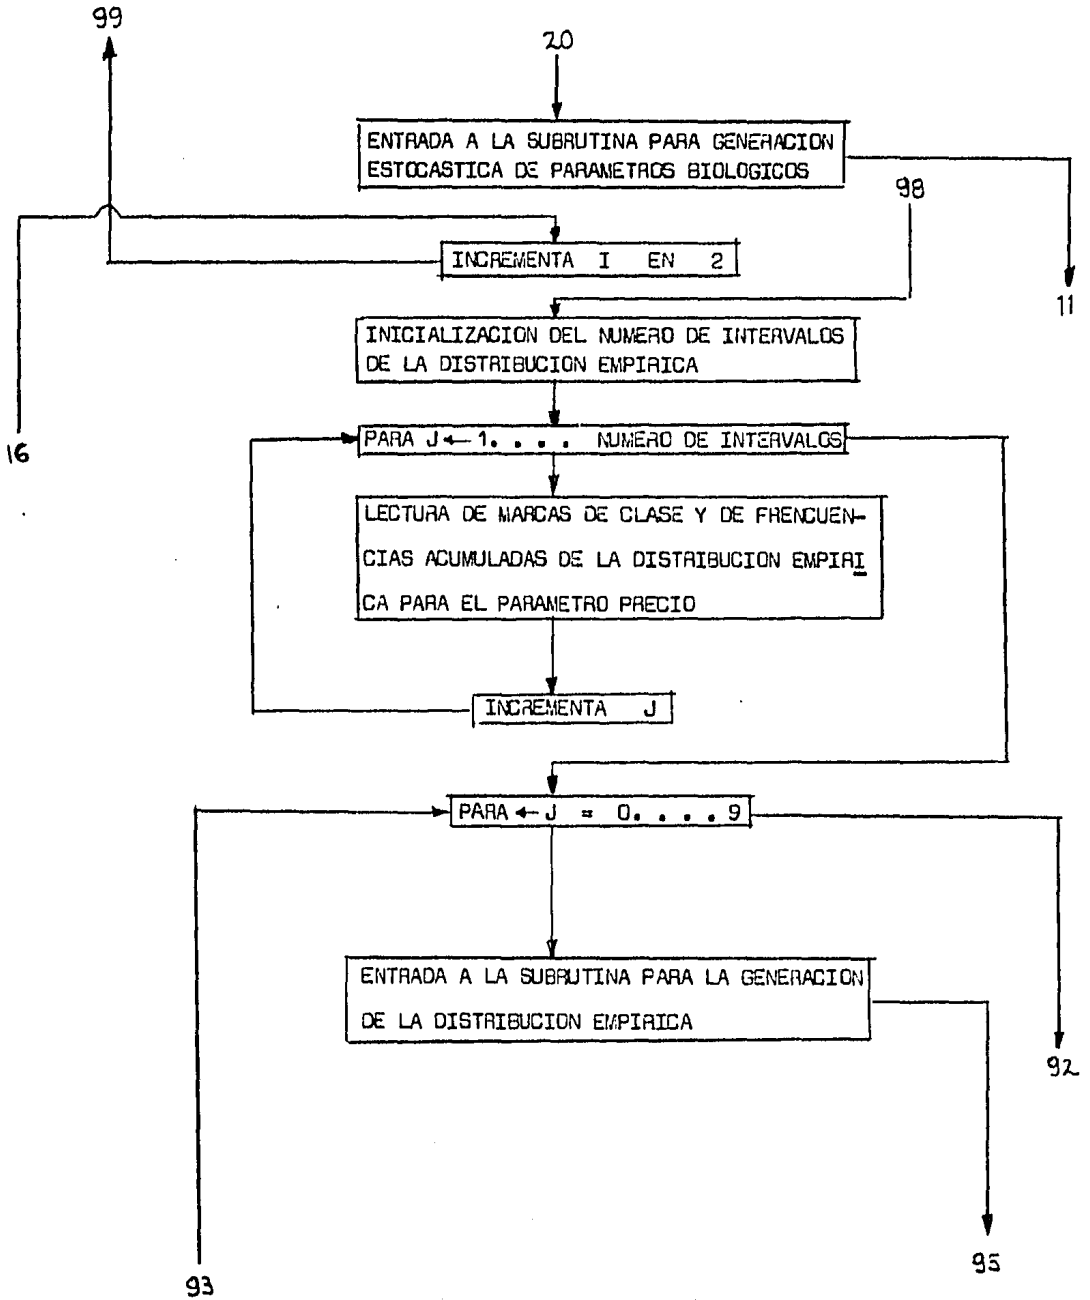 99
20
ENTRADA A LA SUBRUTINA PARA GENERACION
ESTOCASTICA DE PARAMETROS BIOLOGICOS
98
INCREMENTA I EN 2
11
INICIALIZACION DEL NUMERO DE INTERVALOS
DE LA DISTRIBUCION EMPIRICA
16
PARA J ← 1. . . . NUMERO DE INTERVALOS
LECTURA DE MARCAS DE CLASE Y DE FRENCUEN-
CIAS ACUMULADAS DE LA DISTRIBUCION EMPIRI
CA PARA EL PARAMETRO PRECIO
INCREMENTA J
PARA ← J = 0. . . . 9
ENTRADA A LA SUBRUTINA PARA LA GENERACION
DE LA DISTRIBUCION EMPIRICA
92
95
93